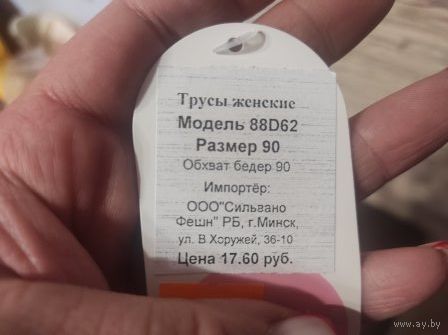 Трусы женские
Модель 88D62
Размер 90
Обхват бедер 90
Импортёр:
ООО"Сильвано
Фешн" РБ, г.Минск,
ул. В Хоружей, 36-10
Цена 17.60 руб.
www.ay.by